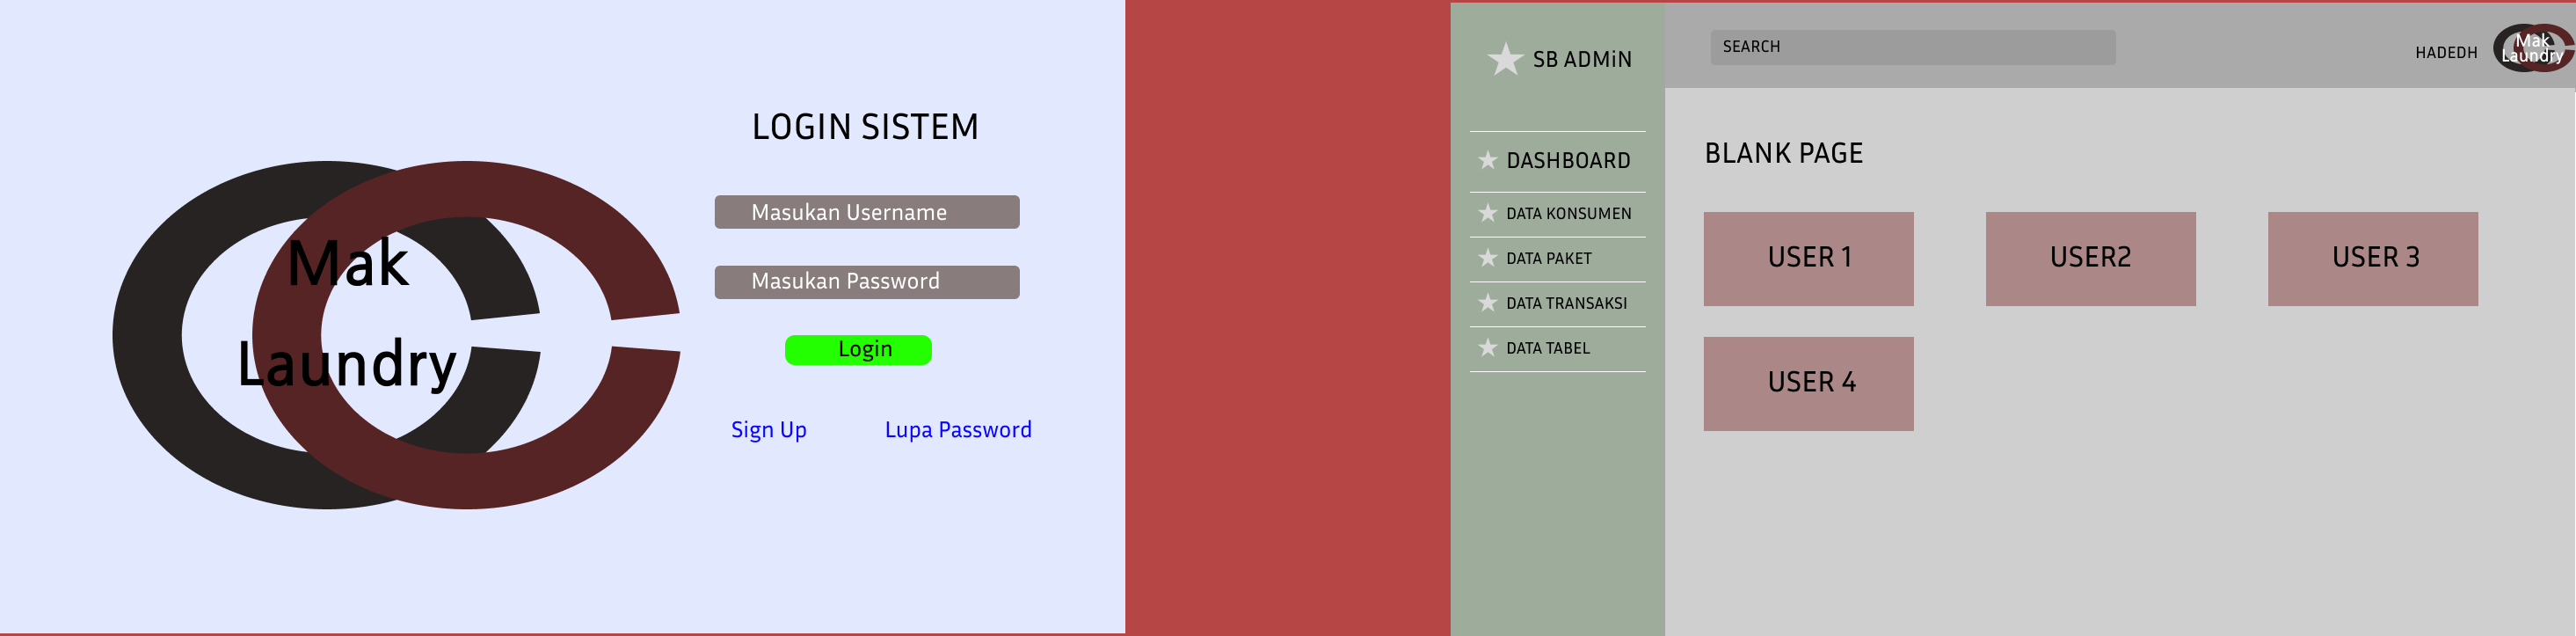 Mak
Laundry
LOGIN SISTEM
Masukan Username
Masukan Password
Login
Sign Up
Lupa Password
SB ADMiN
DASHBOARD
DATA KONSUMEN
DATA PAKET
DATA TRANSAKSI
DATA TABEL
SEARCH
HADEDH
Mak
Laundry
BLANK PAGE
USER 1
USER2
USER 3
USER 4